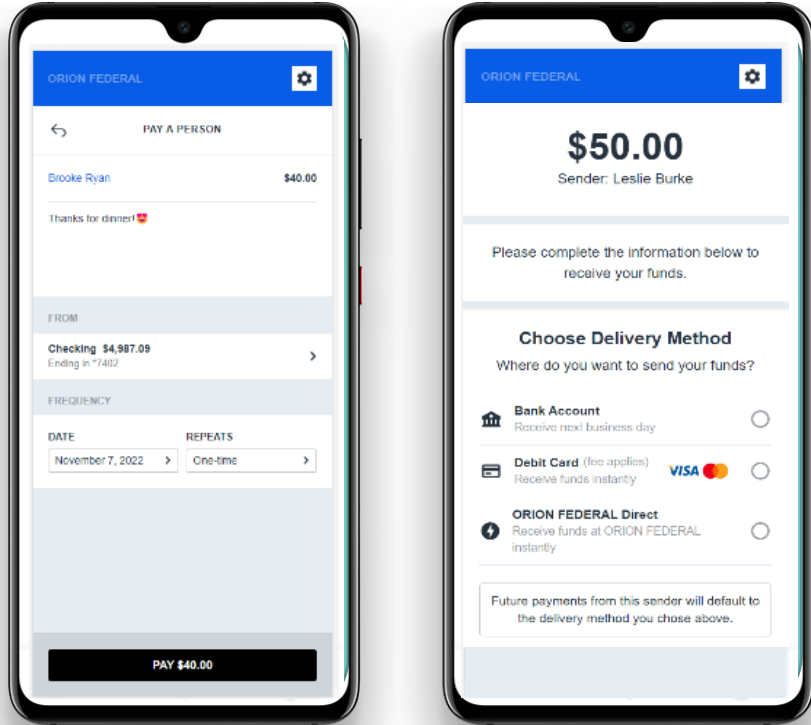 ORION FEDERAL
PAY A PERSON
Brooke Ryan $40.00
Thanks for dinner!😍
FROM
Checking $4,987.09
Ending in *7402
FREQUENCY
DATE REPEATS
November 7, 2022 One-time
PAY $40.00
ORION FEDERAL
$50.00
Sender: Leslie Burke
Please complete the information below to
receive your funds.
Choose Delivery Method
Where do you want to send your funds?
Bank Account
Receive next business day
Debit Card (fee applies)
Receive funds instantly
VISA
ORION FEDERAL Direct
Receive funds at ORION FEDERAL
instantly
Future payments from this sender will default to
the delivery method you chose above.